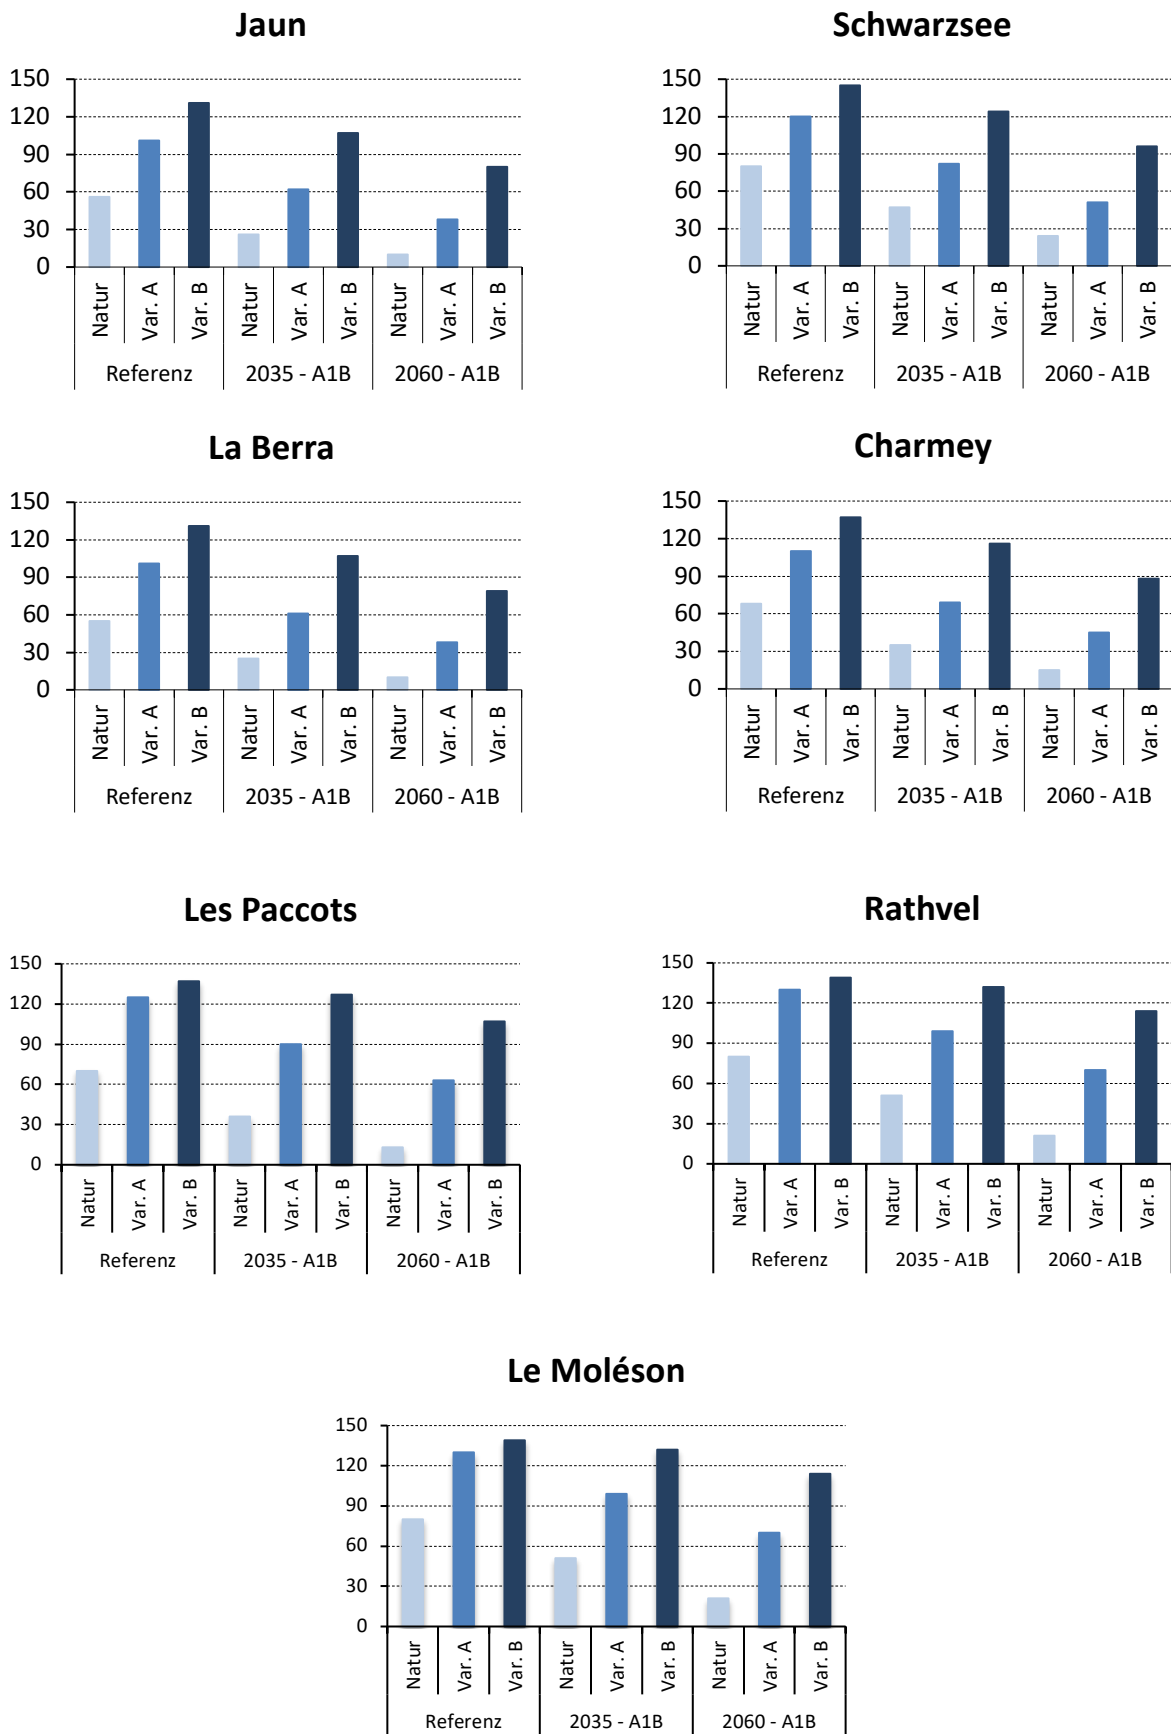 Jaun
150
120
90
60
30
0
Natur Var. A Var. B Natur Var. A Var. B Natur Var. A Var. B
Referenz 2035 - A1B 2060 - A1B
Schwarzsee
150
120
90
60
30
0
Natur Var. A Var. B Natur Var. A Var. B Natur Var. A Var. B
Referenz 2035 - A1B 2060 - A1B
La Berra
150
120
90
60
30
0
Natur Var. A Var. B Natur Var. A Var. B Natur Var. A Var. B
Referenz 2035 - A1B 2060 - A1B
Charmey
150
120
90
60
30
0
Natur Var. A Var. B Natur Var. A Var. B Natur Var. A Var. B
Referenz 2035 - A1B 2060 - A1B
Les Paccots
150
120
90
60
30
0
Natur Var. A Var. B Natur Var. A Var. B Natur Var. A Var. B
Referenz 2035 - A1B 2060 - A1B
Rathvel
150
120
90
60
30
0
Natur Var. A Var. B Natur Var. A Var. B Natur Var. A Var. B
Referenz 2035 - A1B 2060 - A1B
Le Moléson
150
120
90
60
30
0
Natur Var. A Var. B Natur Var. A Var. B Natur Var. A Var. B
Referenz 2035 - A1B 2060 - A1B